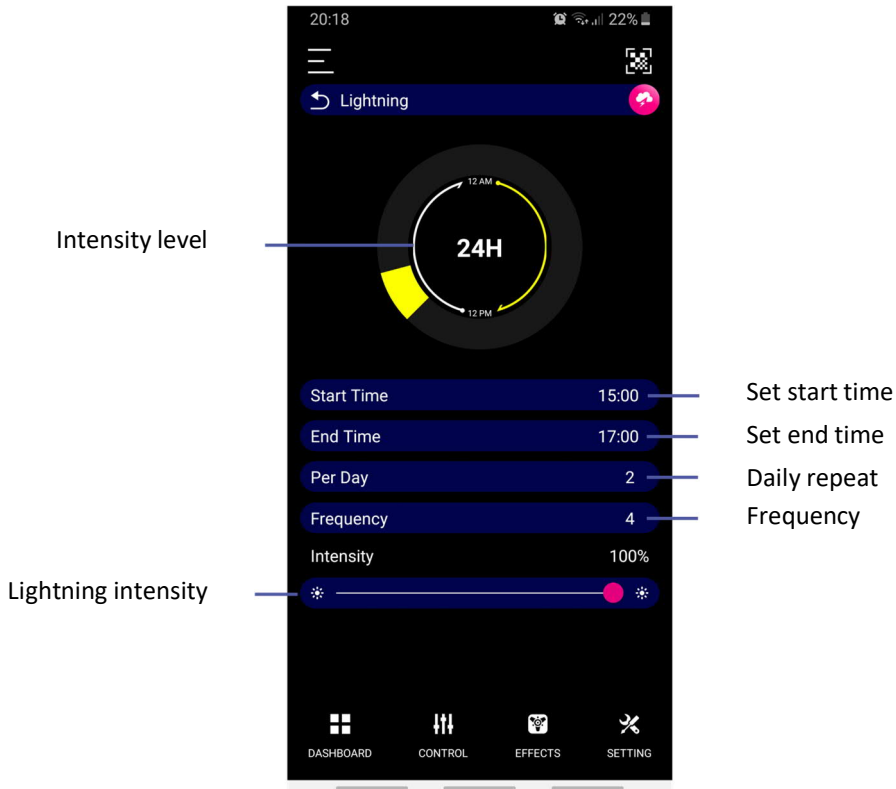 20:18 22%
Lightning
12 AM
Intensity level
24H
12 PM
Start Time 15:00 Set start time
End Time 17:00 Set end time
Per Day 2 Daily repeat
Frequency 4 Frequency
Intensity 100%
Lightning intensity
DASHBOARD CONTROL EFFECTS SETTING